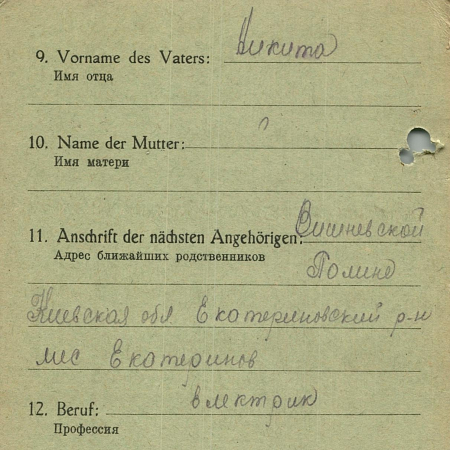 9. Vorname des Vaters: Никита
Имя отца
10. Name der Mutter:
Имя матери
11. Anschrift der nächsten Angehörigen: Вишневской
Адрес ближайших родственников
Полине
Киевская обл Екатериновский р-н
мес Екатеринов
12. Beruf: електрик
Профессия